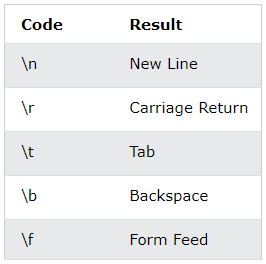 Code Result
\n New Line
\r Carriage Return
\t Tab
\b Backspace
\f Form Feed